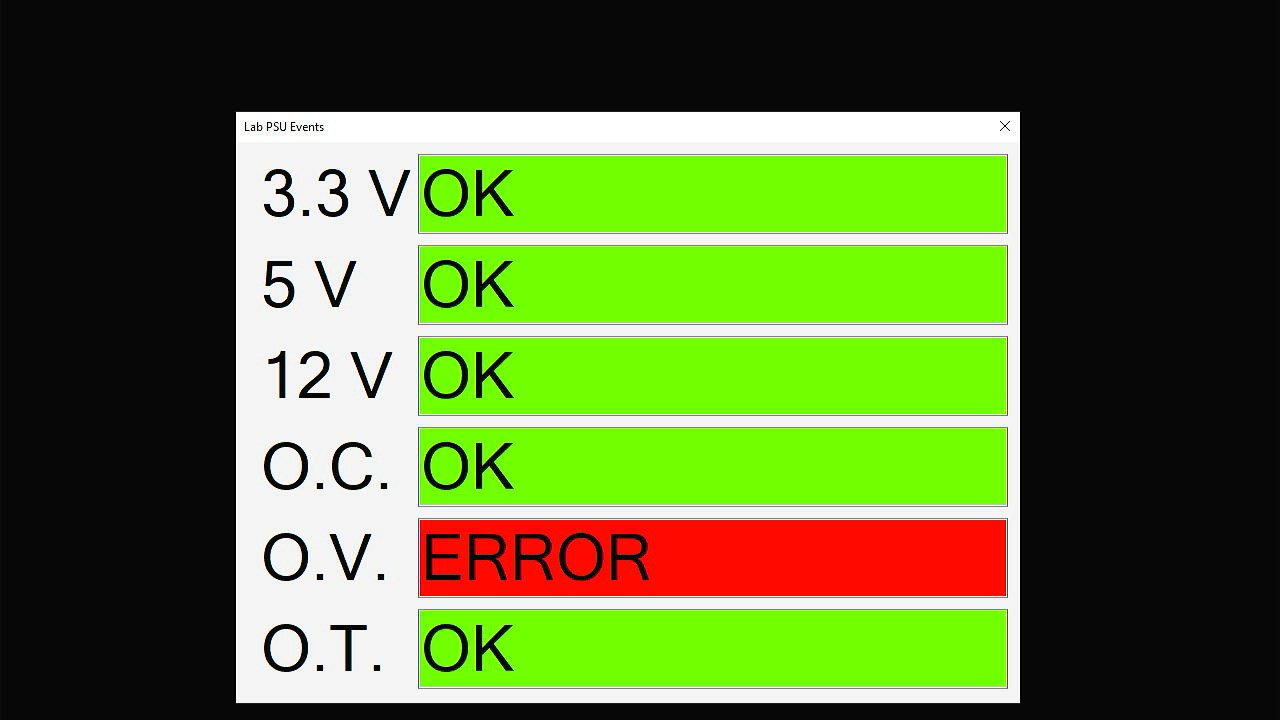 Lab PSU Events
3.3 V OK
5 V OK
12 V OK
O.C. OK
O.V. ERROR
O.T. OK